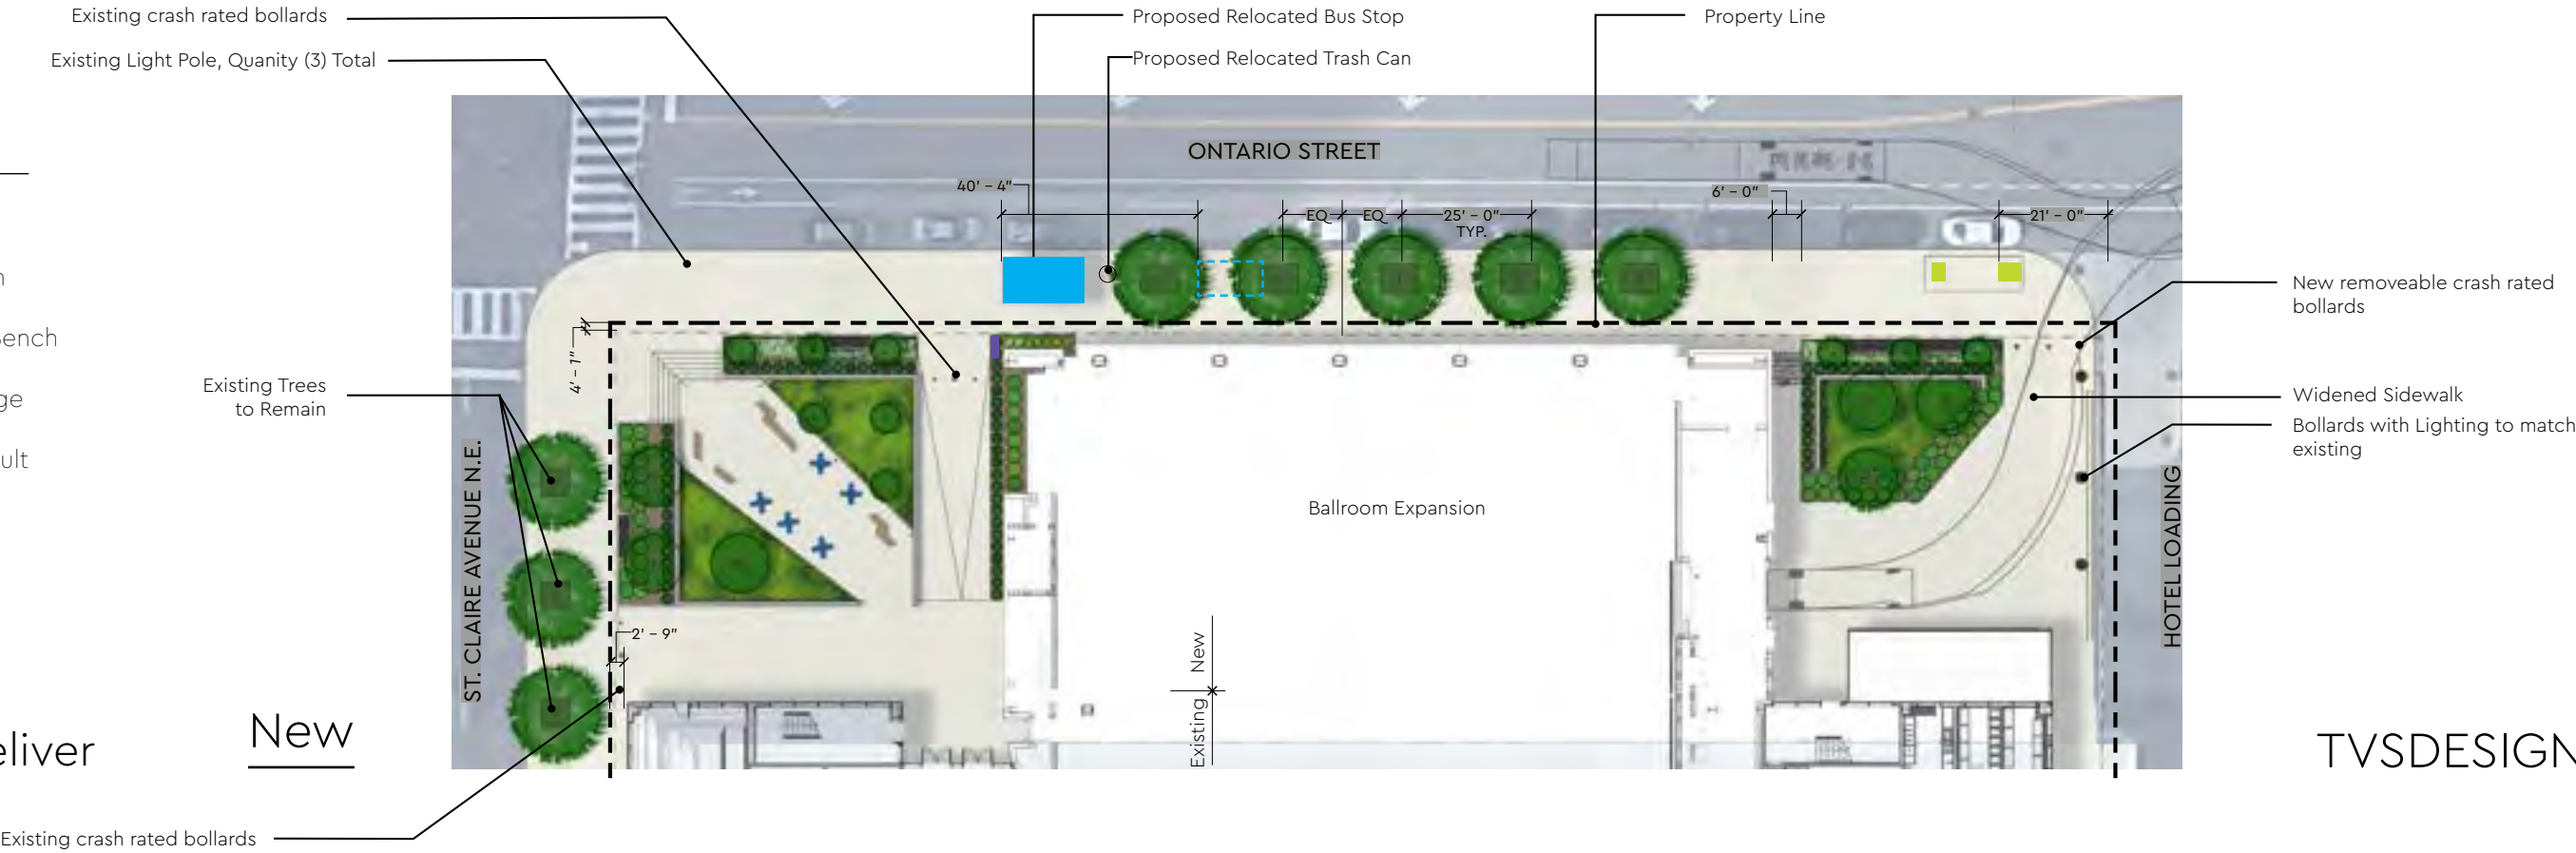 Existing crash rated bollards
Existing Light Pole, Quanity (3) Total
Proposed Relocated Bus Stop
Proposed Relocated Trash Can
Property Line
ONTARIO STREET
40' - 4"
EQ
EQ
25' - 0"
TYP.
6' - 0"
21' - 0"
New removeable crash rated
bollards
Widened Sidewalk
Bollards with Lighting to match
existing
4' - 1"
Existing Trees
to Remain
ench
ge
ult
ST. CLAIRE AVENUE N.E.
HOTEL LOADING
Ballroom Expansion
2' - 9"
New
Existing
eliver
New
TVSDESIGN
Existing crash rated bollards